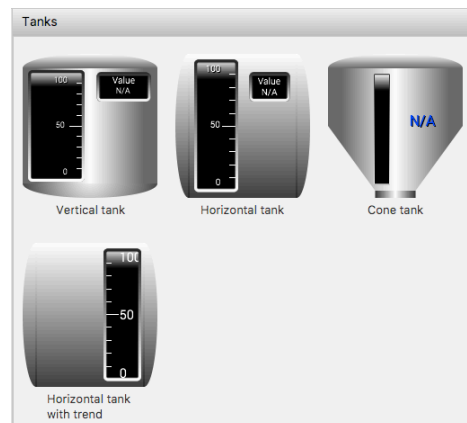 Tanks
100
50
0
Value
N/A
Vertical tank
100
50
0
Value
N/A
Horizontal tank
N/A
Cone tank
100
50
0
Horizontal tank
with trend